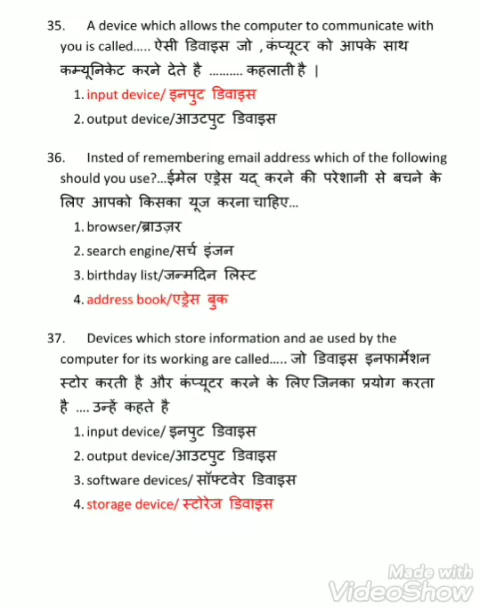 35. A device which allows the computer to communicate with
you is called..... ऐसी डिवाइस जो , कंप्यूटर को आपके साथ
कम्यूनिकेट करने देते है .......... कहलाती है |
1. input device/ इनपुट डिवाइस
2. output device/आउटपुट डिवाइस
36. Insted of remembering email address which of the following
should you use?...ईमेल एड्रेस यद् करने की परेशानी से बचने के
लिए आपको किसका यूज करना चाहिए...
1. browser/ब्राउज़र
2. search engine/सर्च इंजन
3. birthday list/जन्मदिन लिस्ट
4. address book/एड्रेस बुक
37. Devices which store information and ae used by the
computer for its working are called..... जो डिवाइस इनफार्मेशन
स्टोर करती है और कंप्यूटर करने के लिए जिनका प्रयोग करता
है .... उन्हें कहते है
1. input device/ इनपुट डिवाइस
2. output device/आउटपुट डिवाइस
3. software devices/ सॉफ्टवेर डिवाइस
4. storage device/ स्टोरेज डिवाइस
Made with
VideoShow